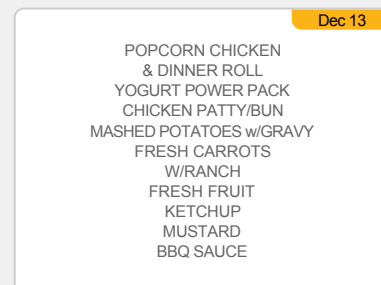 Dec 13
POPCORN CHICKEN
& DINNER ROLL
YOGURT POWER PACK
CHICKEN PATTY/BUN
MASHED POTATOES w/GRAVY
FRESH CARROTS
W/RANCH
FRESH FRUIT
KETCHUP
MUSTARD
BBQ SAUCE